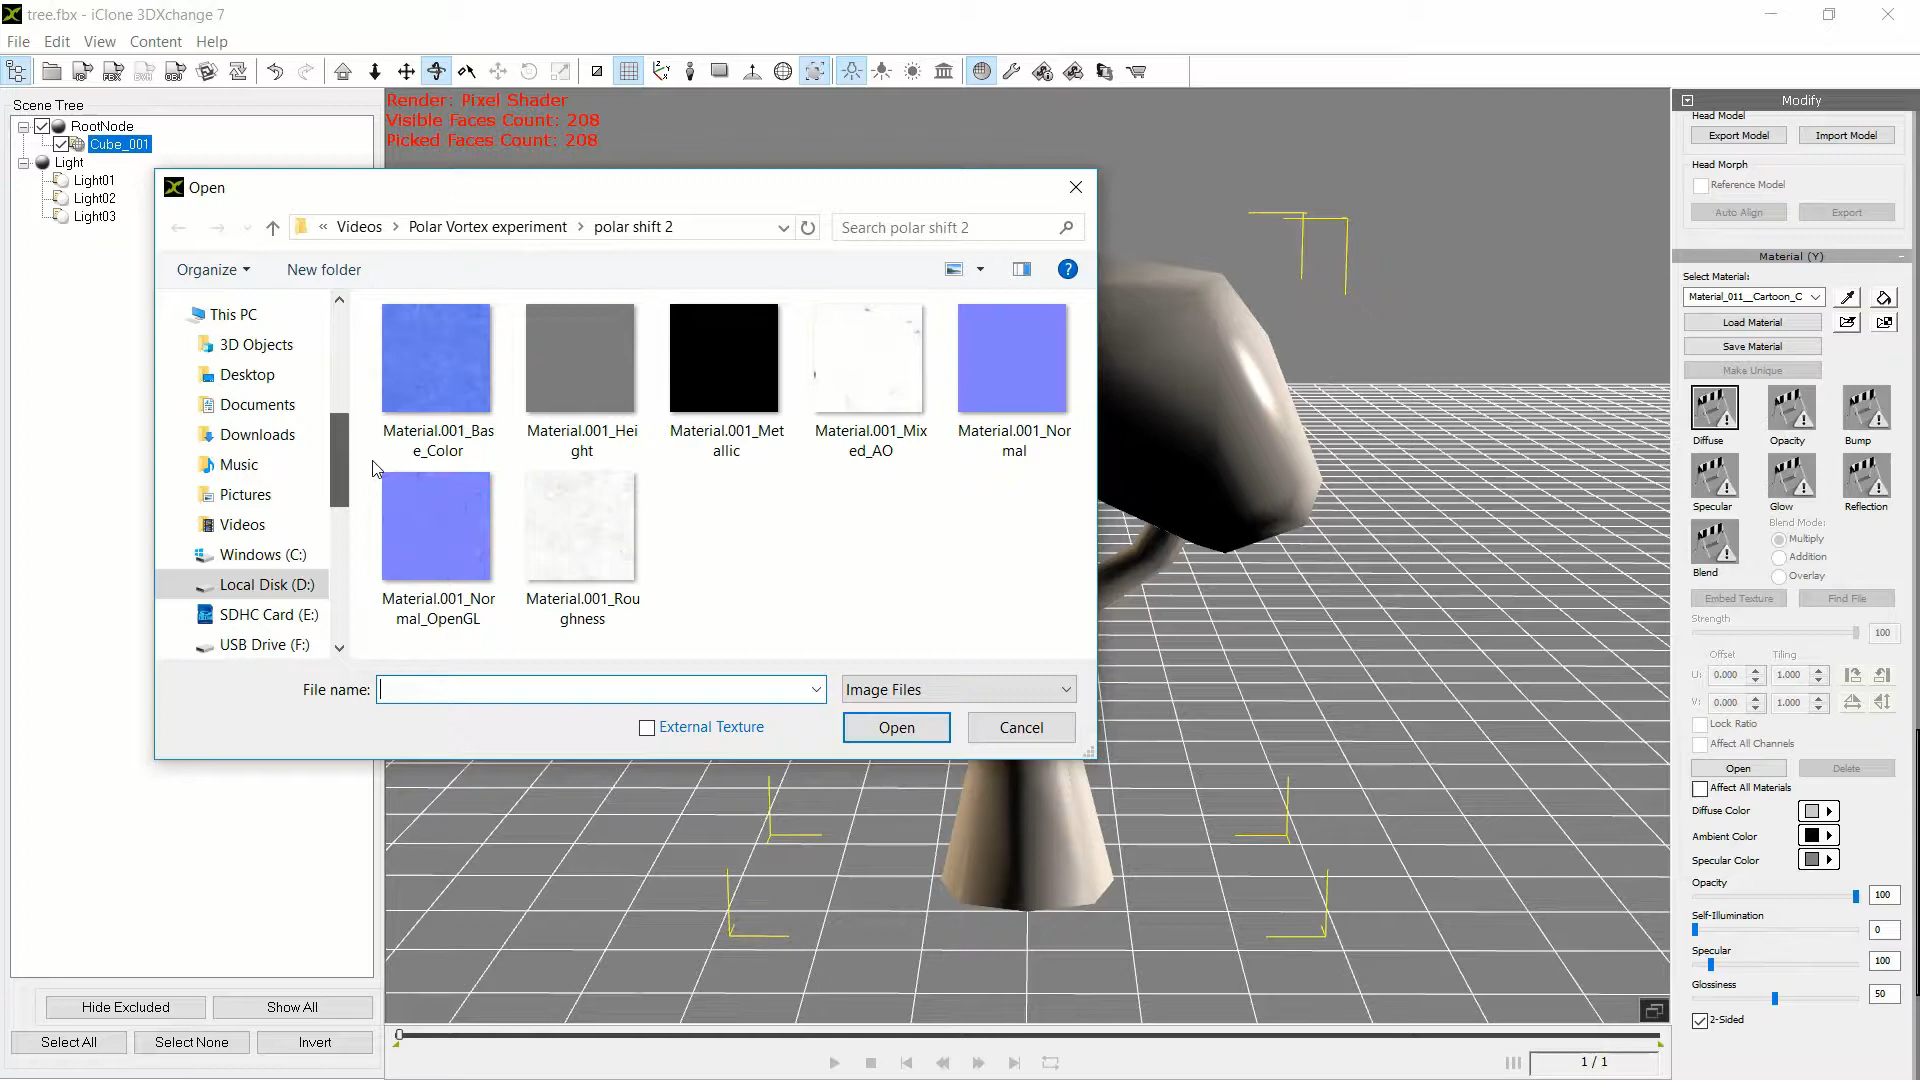 tree.fbx - iClone 3DXchange 7
File Edit View Content Help
Scene Tree
RootNode
Cube_001
Light
Light01
Light02
Light03
Hide Excluded
Show All
Select All
Select None
Invert
Render: Pixel Shader
Visible Faces Count: 208
Picked Faces Count: 208
Open
« Videos > Polar Vortex experiment > polar shift 2
Search polar shift 2
Organize
New folder
This PC
3D Objects
Desktop
Documents
Downloads
Music
Pictures
Videos
Windows (C:)
Local Disk (D:)
SDHC Card (E:)
USB Drive (F:)
Material.001_Bas
e_Color
Material.001_Hei
ght
Material.001_Met
allic
Material.001_Mix
ed_AO
Material.001_Nor
mal
Material.001_Nor
mal_OpenGL
Material.001_Rou
ghness
File name:
Image Files
External Texture
Open
Cancel
1 / 1
Modify
Head Model
Export Model
Import Model
Head Morph
Reference Model
Auto Align
Export
Material (Y)
Select Material:
Material_011__Cartoon_C
Load Material
Save Material
Make Unique
Diffuse
Opacity
Bump
Specular
Glow
Reflection
Blend
Blend Mode:
Multiply
Addition
Overlay
Embed Texture
Find File
Strength
100
Offset
Tiling
U: 0.000 1.000
V: 0.000 1.000
Lock Ratio
Affect All Channels
Open
Delete
Affect All Materials
Diffuse Color
Ambient Color
Specular Color
Opacity
100
Self-Illumination
0
Specular
100
Glossiness
50
2-Sided